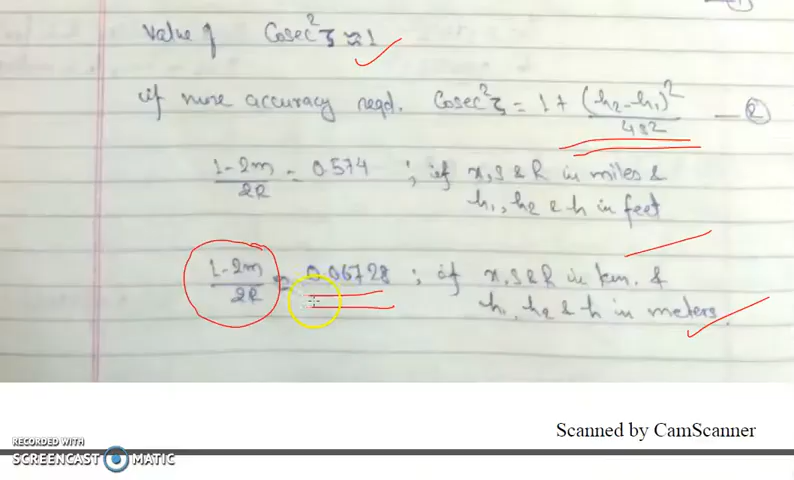 Value of Cosec²ζ ≈ 1
if more accuracy reqd. Cosec²ζ = 1 + (h₂-h₁)²/4S² — ②
(1-2m)/2R = 0.574 ; if x, S & R in miles &
h₁, h₂ & h in feet
(1-2m)/2R = 0.06728 ; if x, S & R in km. &
h₁, h₂ & h in meters.
Scanned by CamScanner
RECORDED WITH
SCREENCAST MATIC